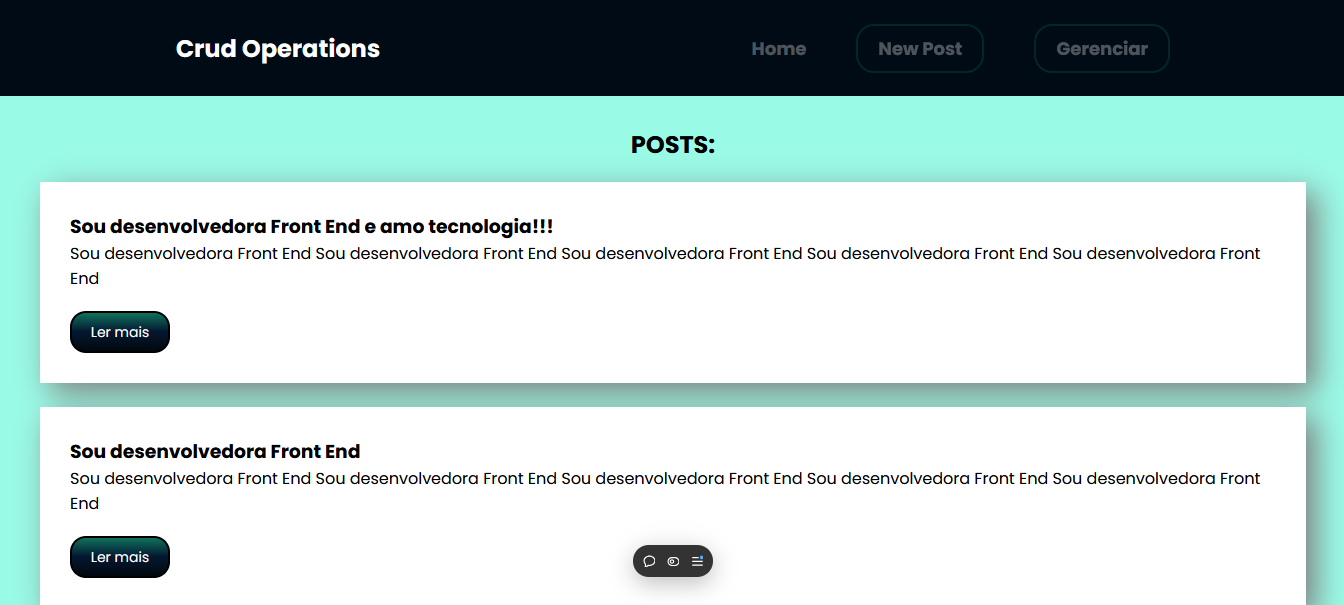 Crud Operations
Home
New Post
Gerenciar
POSTS:
Sou desenvolvedora Front End e amo tecnologia!!!
Sou desenvolvedora Front End Sou desenvolvedora Front End Sou desenvolvedora Front End Sou desenvolvedora Front End Sou desenvolvedora Front
End
Ler mais
Sou desenvolvedora Front End
Sou desenvolvedora Front End Sou desenvolvedora Front End Sou desenvolvedora Front End Sou desenvolvedora Front End Sou desenvolvedora Front
End
Ler mais